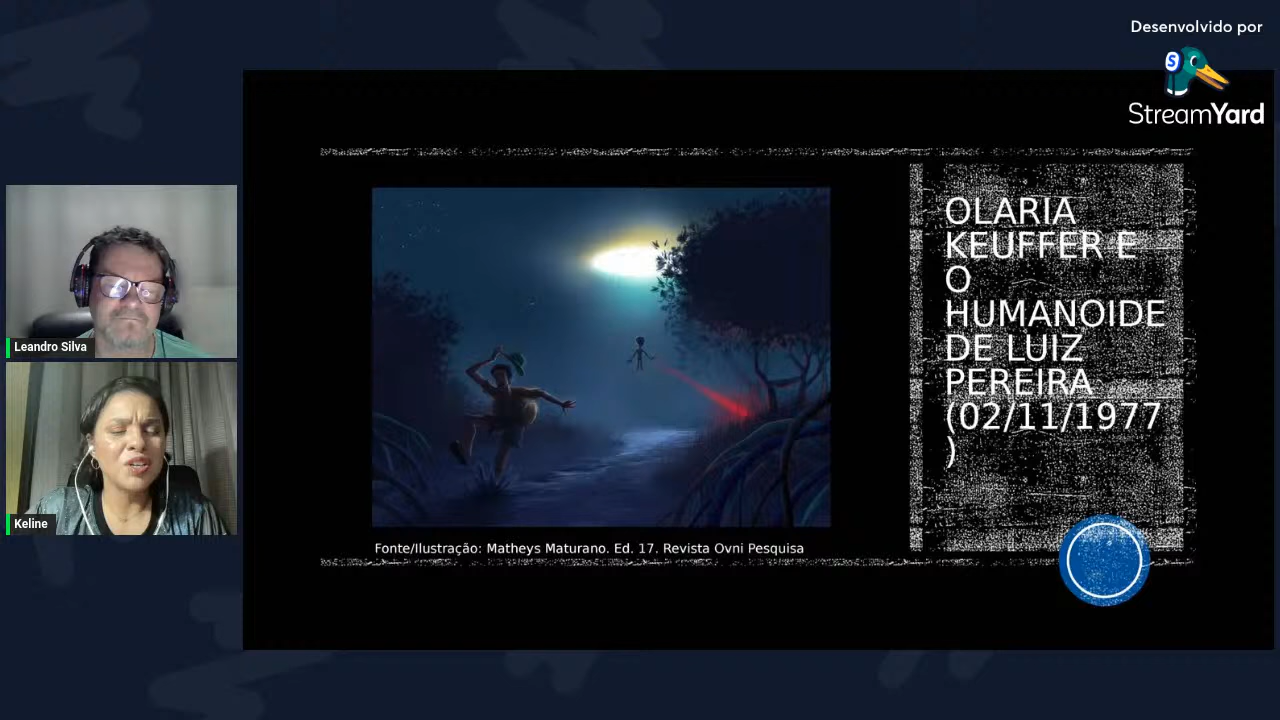 Desenvolvido por
StreamYard
Leandro Silva
Keline
OLARIA
KEUFFER E
O
HUMANOIDE
DE LUIZ
PEREIRA
(02/11/1977
)
Fonte/Ilustração: Matheys Maturano. Ed. 17. Revista Ovni Pesquisa